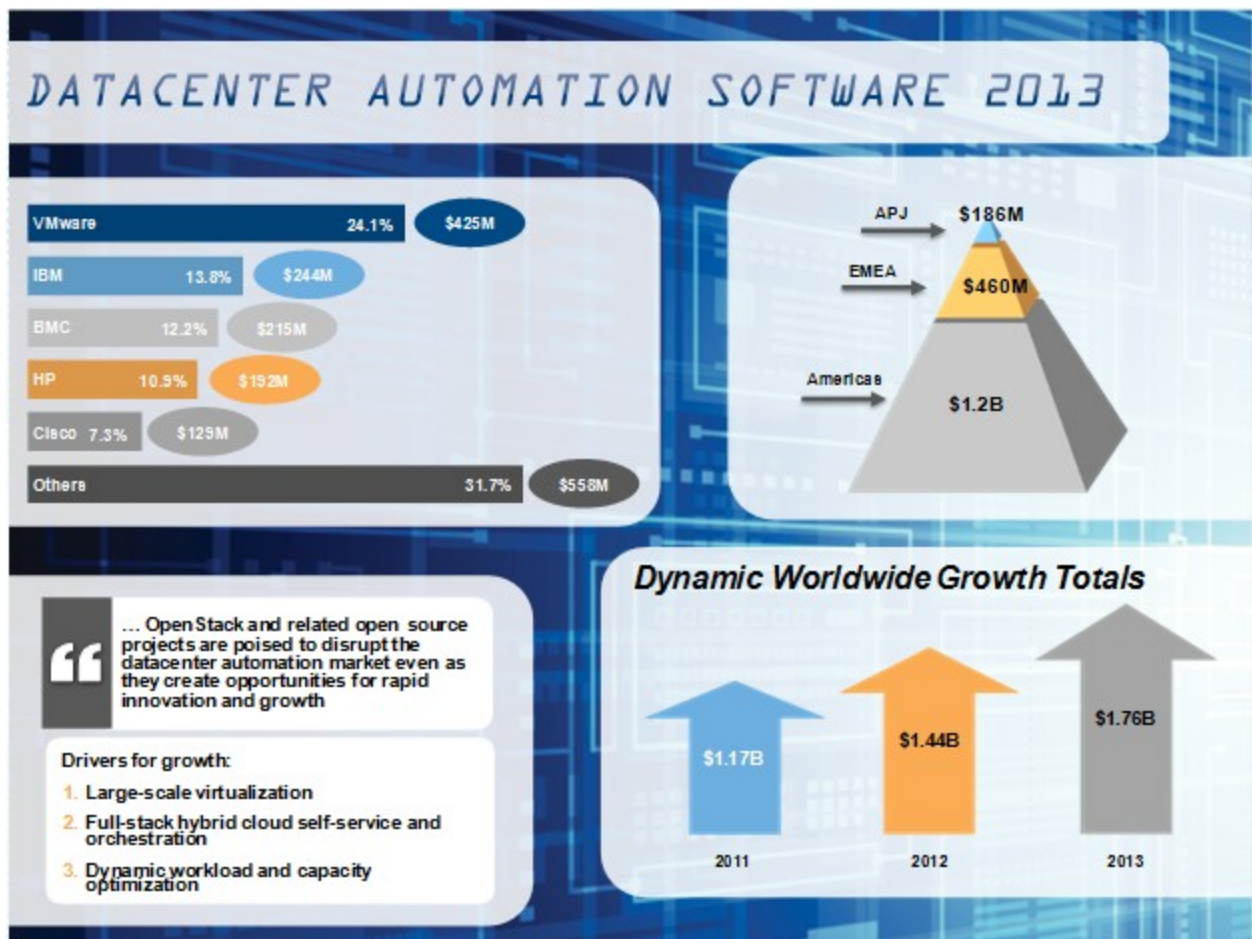 DATACENTER AUTOMATION SOFTWARE 2013
VMware 24.1% $425M
IBM 13.8% $244M
BMC 12.2% $215M
HP 10.9% $192M
Cisco 7.3% $129M
Others 31.7% $558M
APJ $186M
EMEA $460M
Americas $1.2B
“
... OpenStack and related open source
projects are poised to disrupt the
datacenter automation market even as
they create opportunities for rapid
innovation and growth
Drivers for growth:
1. Large-scale virtualization
2. Full-stack hybrid cloud self-service and
orchestration
3. Dynamic workload and capacity
optimization
Dynamic Worldwide Growth Totals
$1.17B $1.44B $1.76B
2011 2012 2013